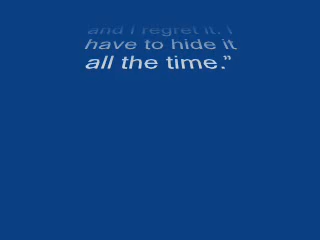 and I regret it. I
have to hide it
all the time.”